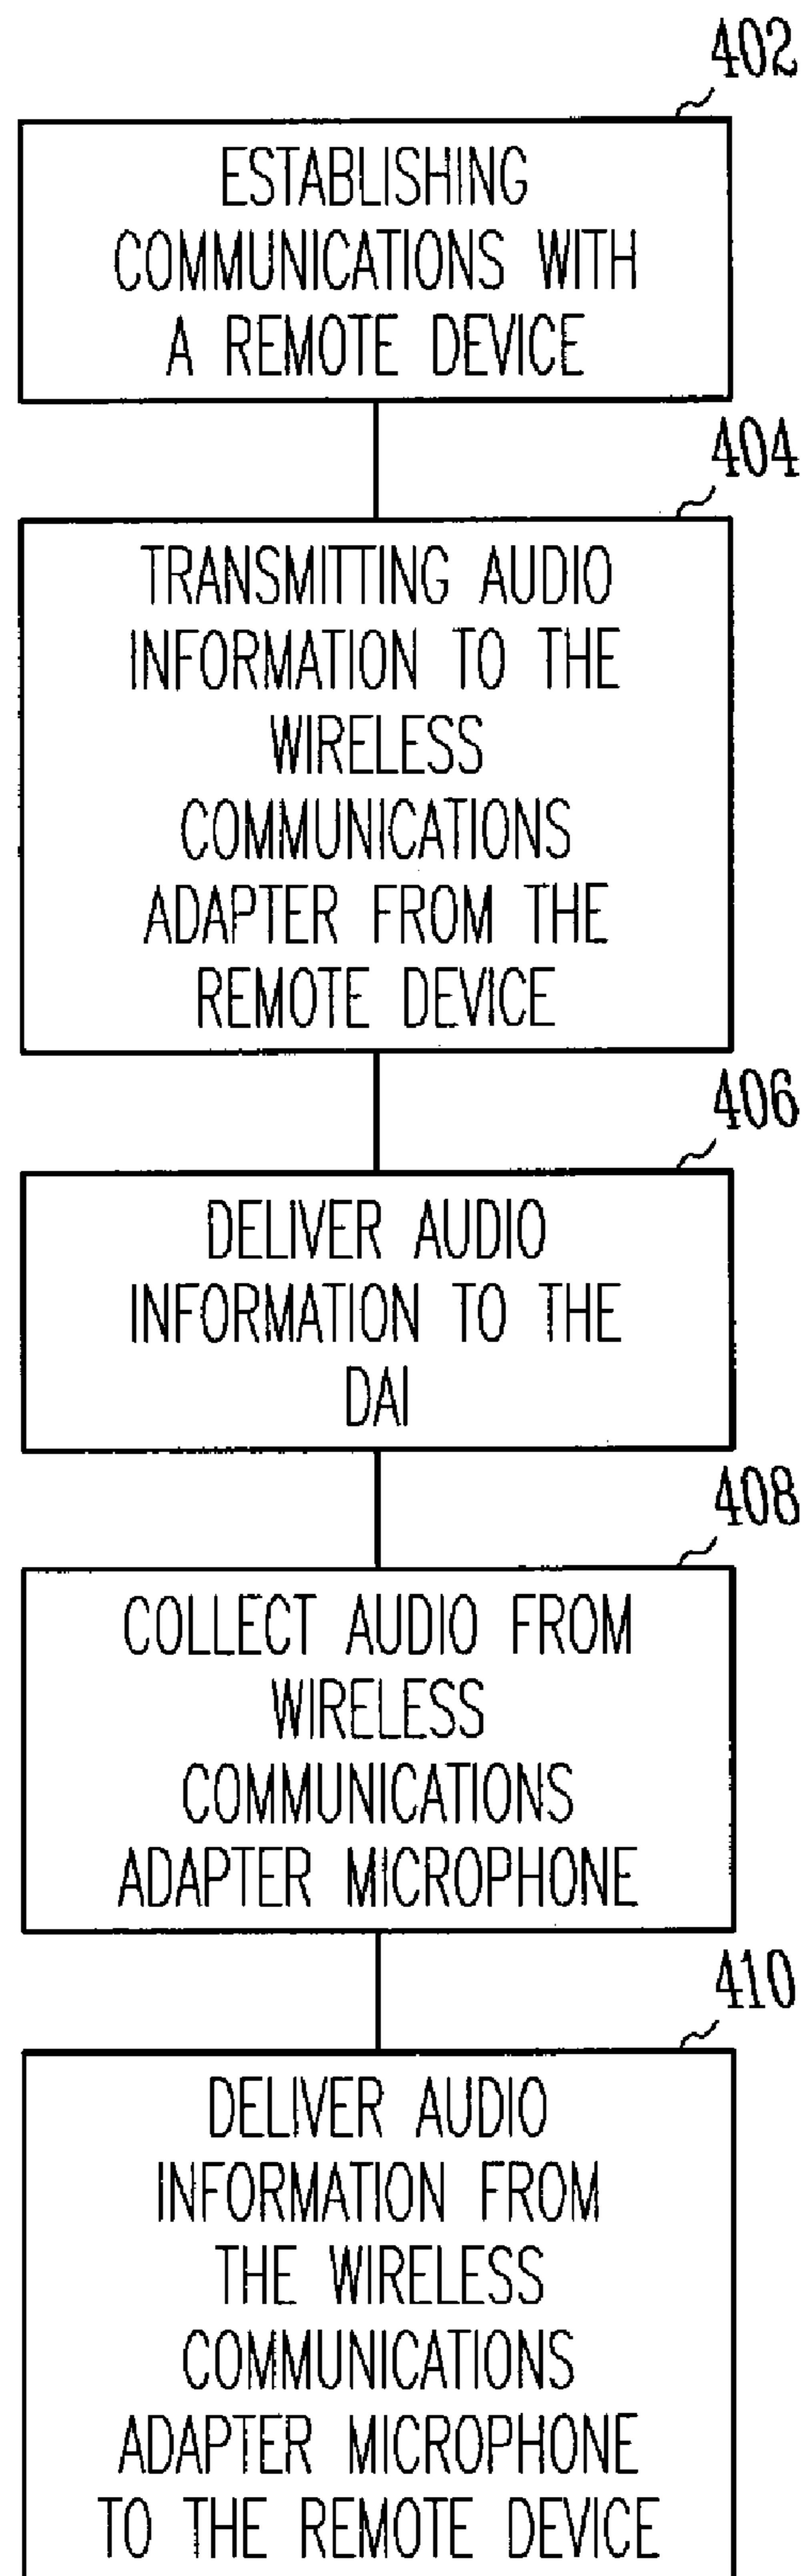 402
ESTABLISHING
COMMUNICATIONS WITH
A REMOTE DEVICE
404
TRANSMITTING AUDIO
INFORMATION TO THE
WIRELESS
COMMUNICATIONS
ADAPTER FROM THE
REMOTE DEVICE
406
DELIVER AUDIO
INFORMATION TO THE
DAI
408
COLLECT AUDIO FROM
WIRELESS
COMMUNICATIONS
ADAPTER MICROPHONE
410
DELIVER AUDIO
INFORMATION FROM
THE WIRELESS
COMMUNICATIONS
ADAPTER MICROPHONE
TO THE REMOTE DEVICE